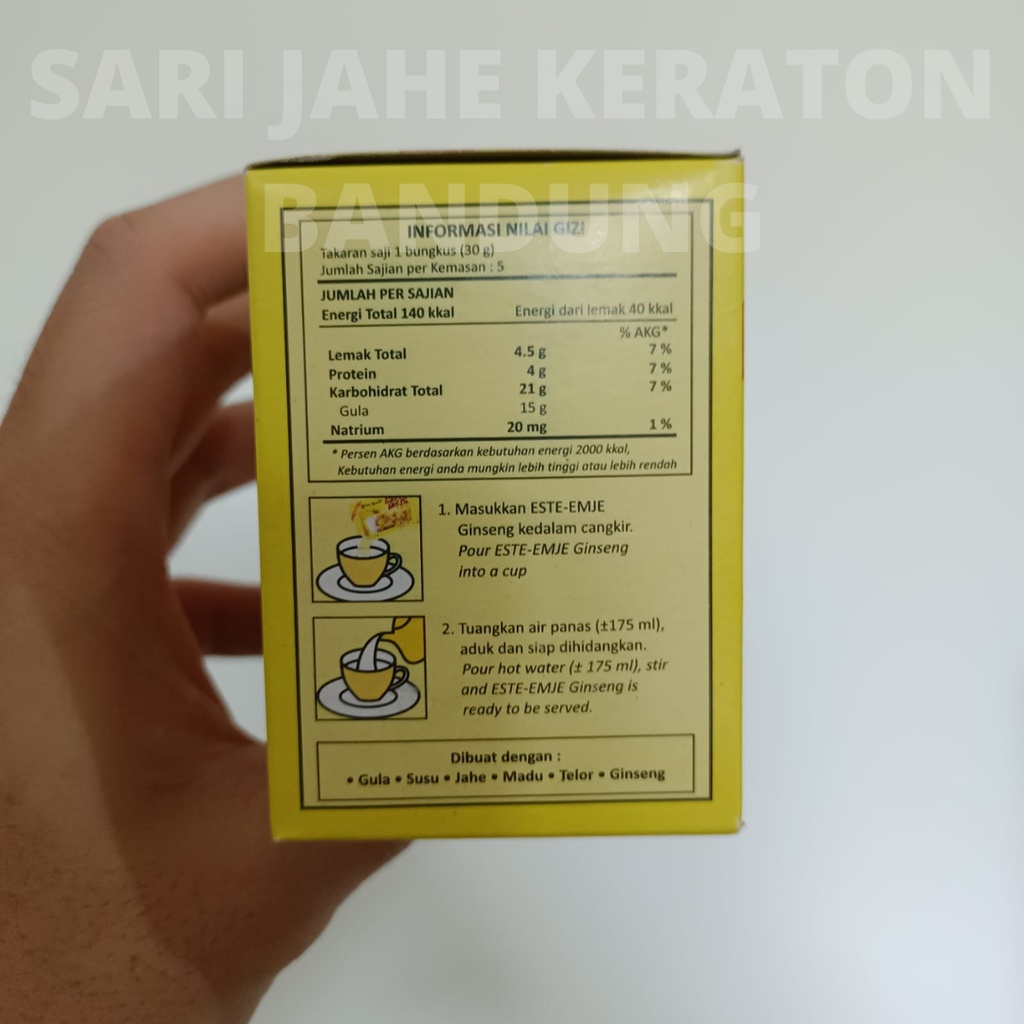 SARI JAHE KERATON
BANDUNG
INFORMASI NILAI GIZI
Takaran saji 1 bungkus (30 g)
Jumlah Sajian per Kemasan : 5
JUMLAH PER SAJIAN
Energi Total 140 kkal Energi dari lemak 40 kkal
% AKG*
Lemak Total 4.5 g 7 %
Protein 4 g 7 %
Karbohidrat Total 21 g 7 %
Gula 15 g
Natrium 20 mg 1 %
* Persen AKG berdasarkan kebutuhan energi 2000 kkal,
Kebutuhan energi anda mungkin lebih tinggi atau lebih rendah
1. Masukkan ESTE-EMJE
Ginseng kedalam cangkir.
Pour ESTE-EMJE Ginseng
into a cup
2. Tuangkan air panas (±175 ml),
aduk dan siap dihidangkan.
Pour hot water (± 175 ml), stir
and ESTE-EMJE Ginseng is
ready to be served.
Dibuat dengan :
• Gula • Susu • Jahe • Madu • Telor • Ginseng